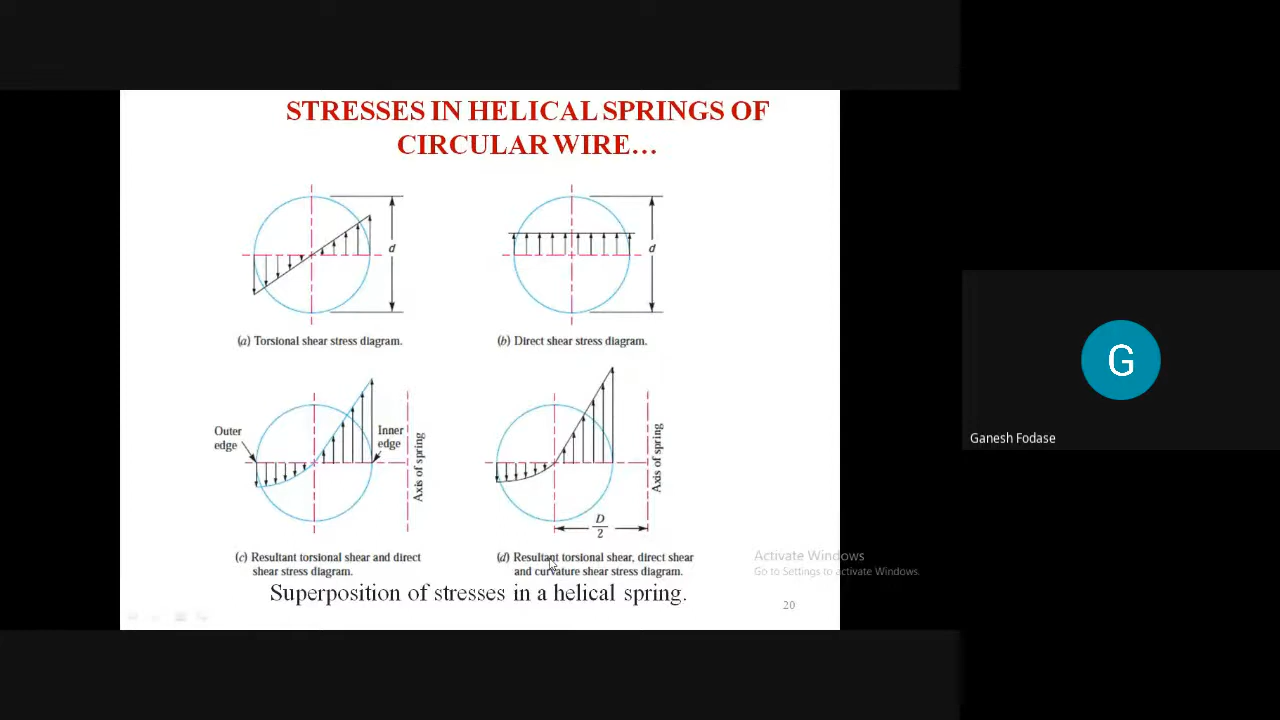 STRESSES IN HELICAL SPRINGS OF
CIRCULAR WIRE…
d
d
(a) Torsional shear stress diagram.
(b) Direct shear stress diagram.
Outer
edge
Inner
edge
Axis of spring
Axis of spring
D
2
(c) Resultant torsional shear and direct
shear stress diagram.
(d) Resultant torsional shear, direct shear
and curvature shear stress diagram.
Superposition of stresses in a helical spring.
20
Activate Windows
Go to Settings to activate Windows.
G
Ganesh Fodase